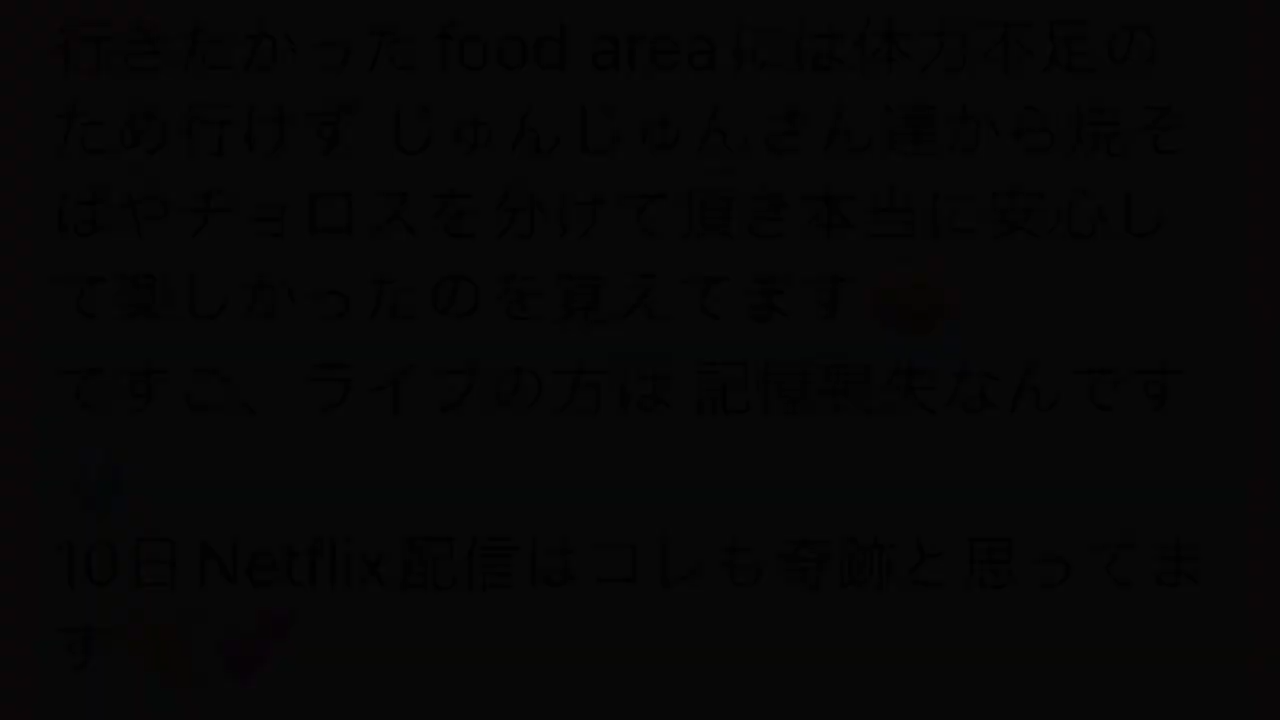 行きたかった food areaには体力不足の
ため行けず じゅんじゅんさん達から焼そ
ばやチョロスを分けて頂き本当に安心し
て楽しかったのを覚えてます
てすご、ライブの方は 記憶喪失なんです
10日 Netflix配信はコレも奇跡と思ってま
す